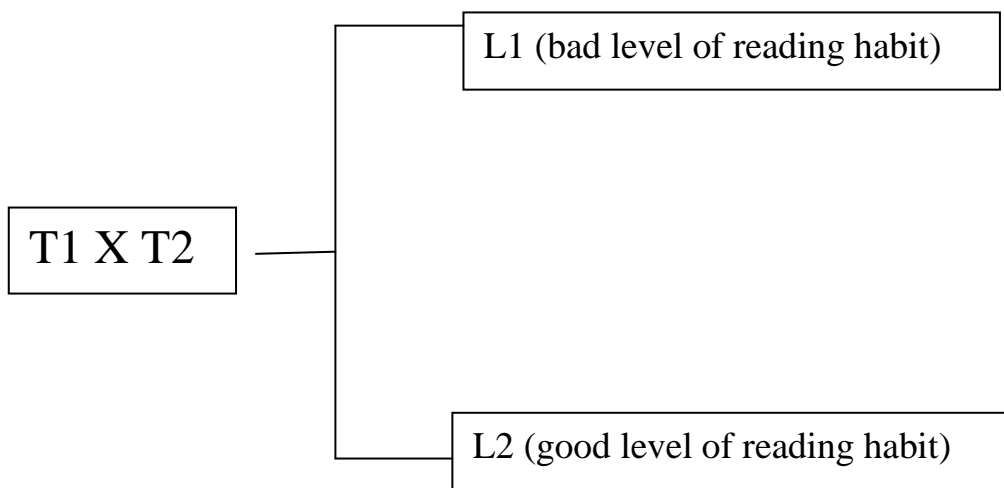 L1 (bad level of reading habit)
T1 X T2
L2 (good level of reading habit)